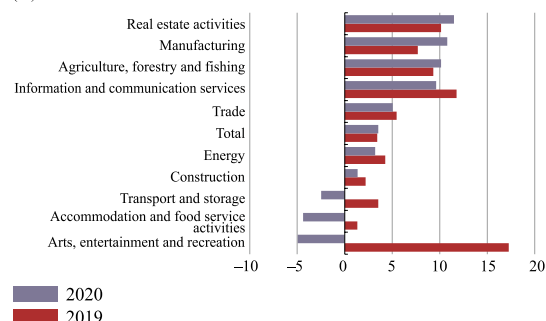 Real estate activities
Manufacturing
Agriculture, forestry and fishing
Information and communication services
Trade
Total
Energy
Construction
Transport and storage
Accommodation and food service
activities
Arts, entertainment and recreation
–10 –5 0 5 10 15 20
2020
2019